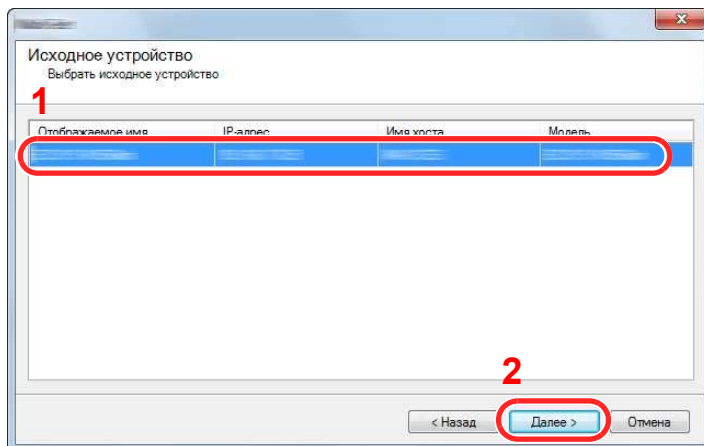 Исходное устройство
Выбрать исходное устройство
1
Отображаемое имя IP-адрес Имя хоста Модель
2
< Назад Далее > Отмена